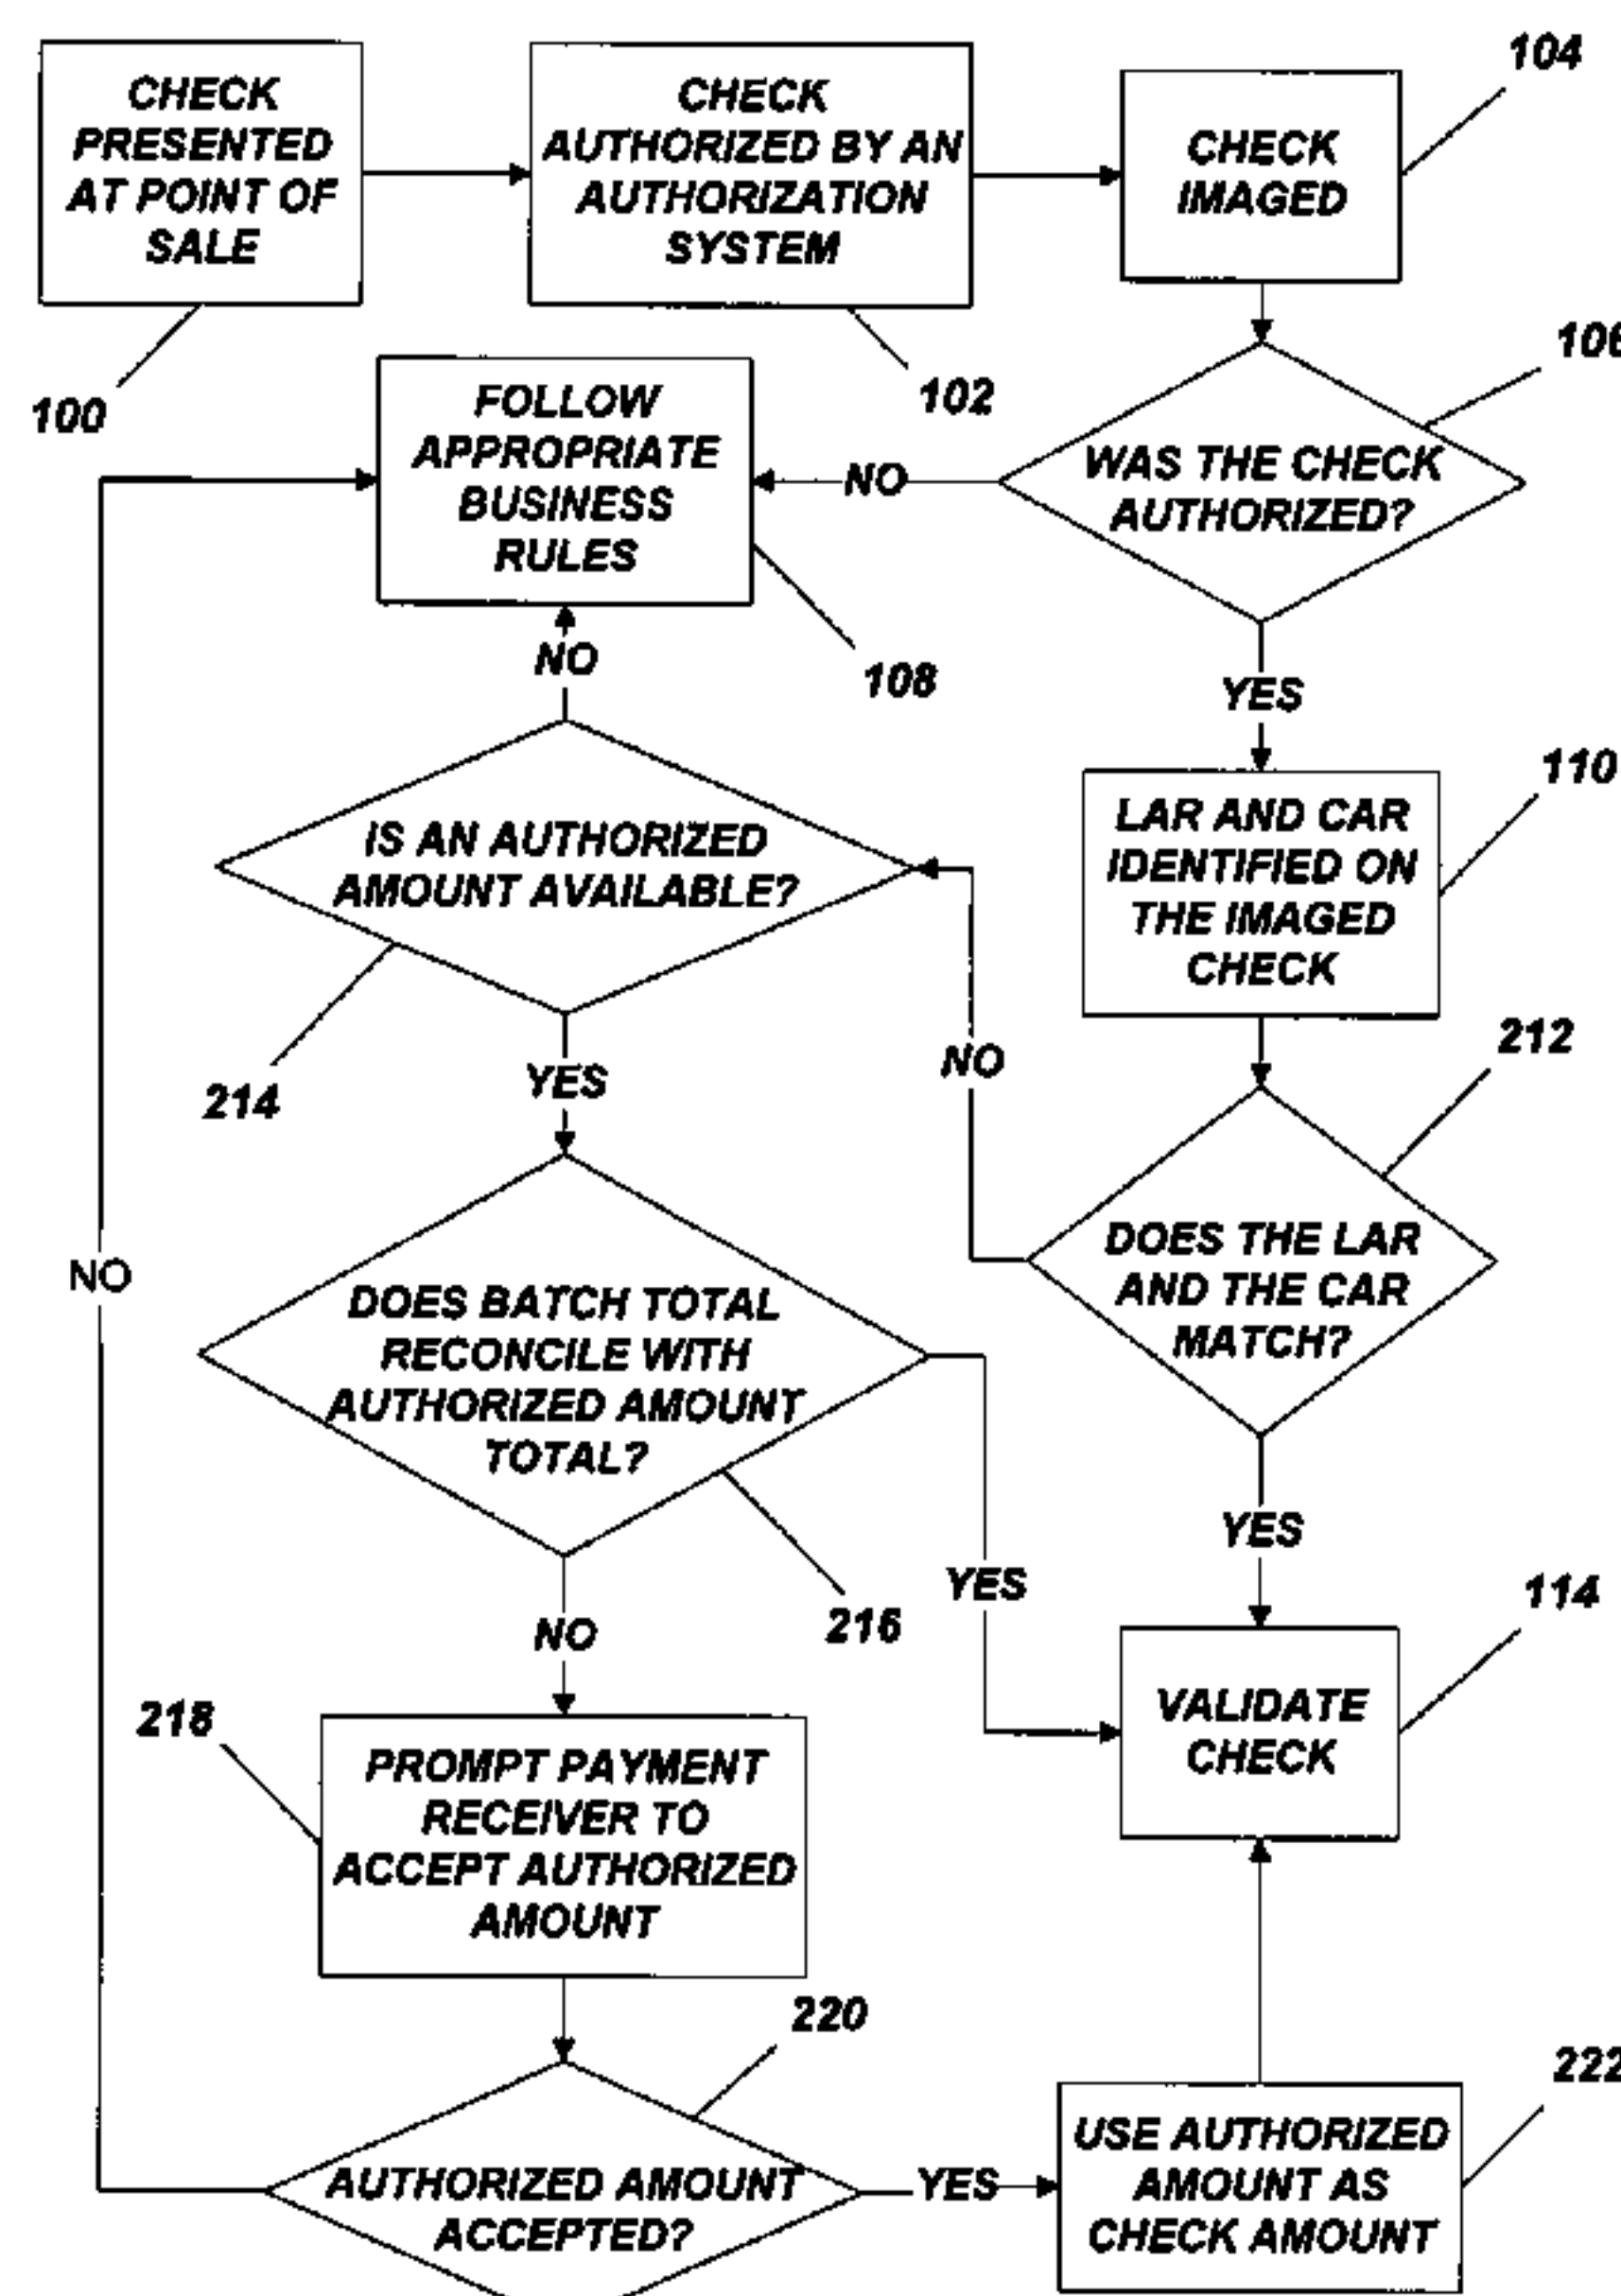 CHECK
PRESENTED
AT POINT OF
SALE
100
CHECK
AUTHORIZED BY AN
AUTHORIZATION
SYSTEM
102
CHECK
IMAGED
104
WAS THE CHECK
AUTHORIZED?
106
NO
FOLLOW
APPROPRIATE
BUSINESS
RULES
108
YES
LAR AND CAR
IDENTIFIED ON
THE IMAGED
CHECK
110
DOES THE LAR
AND THE CAR
MATCH?
212
NO
IS AN AUTHORIZED
AMOUNT AVAILABLE?
214
NO
YES
DOES BATCH TOTAL
RECONCILE WITH
AUTHORIZED AMOUNT
TOTAL?
216
YES
YES
VALIDATE
CHECK
114
NO
PROMPT PAYMENT
RECEIVER TO
ACCEPT AUTHORIZED
AMOUNT
218
AUTHORIZED AMOUNT
ACCEPTED?
220
NO
YES
USE AUTHORIZED
AMOUNT AS
CHECK AMOUNT
222